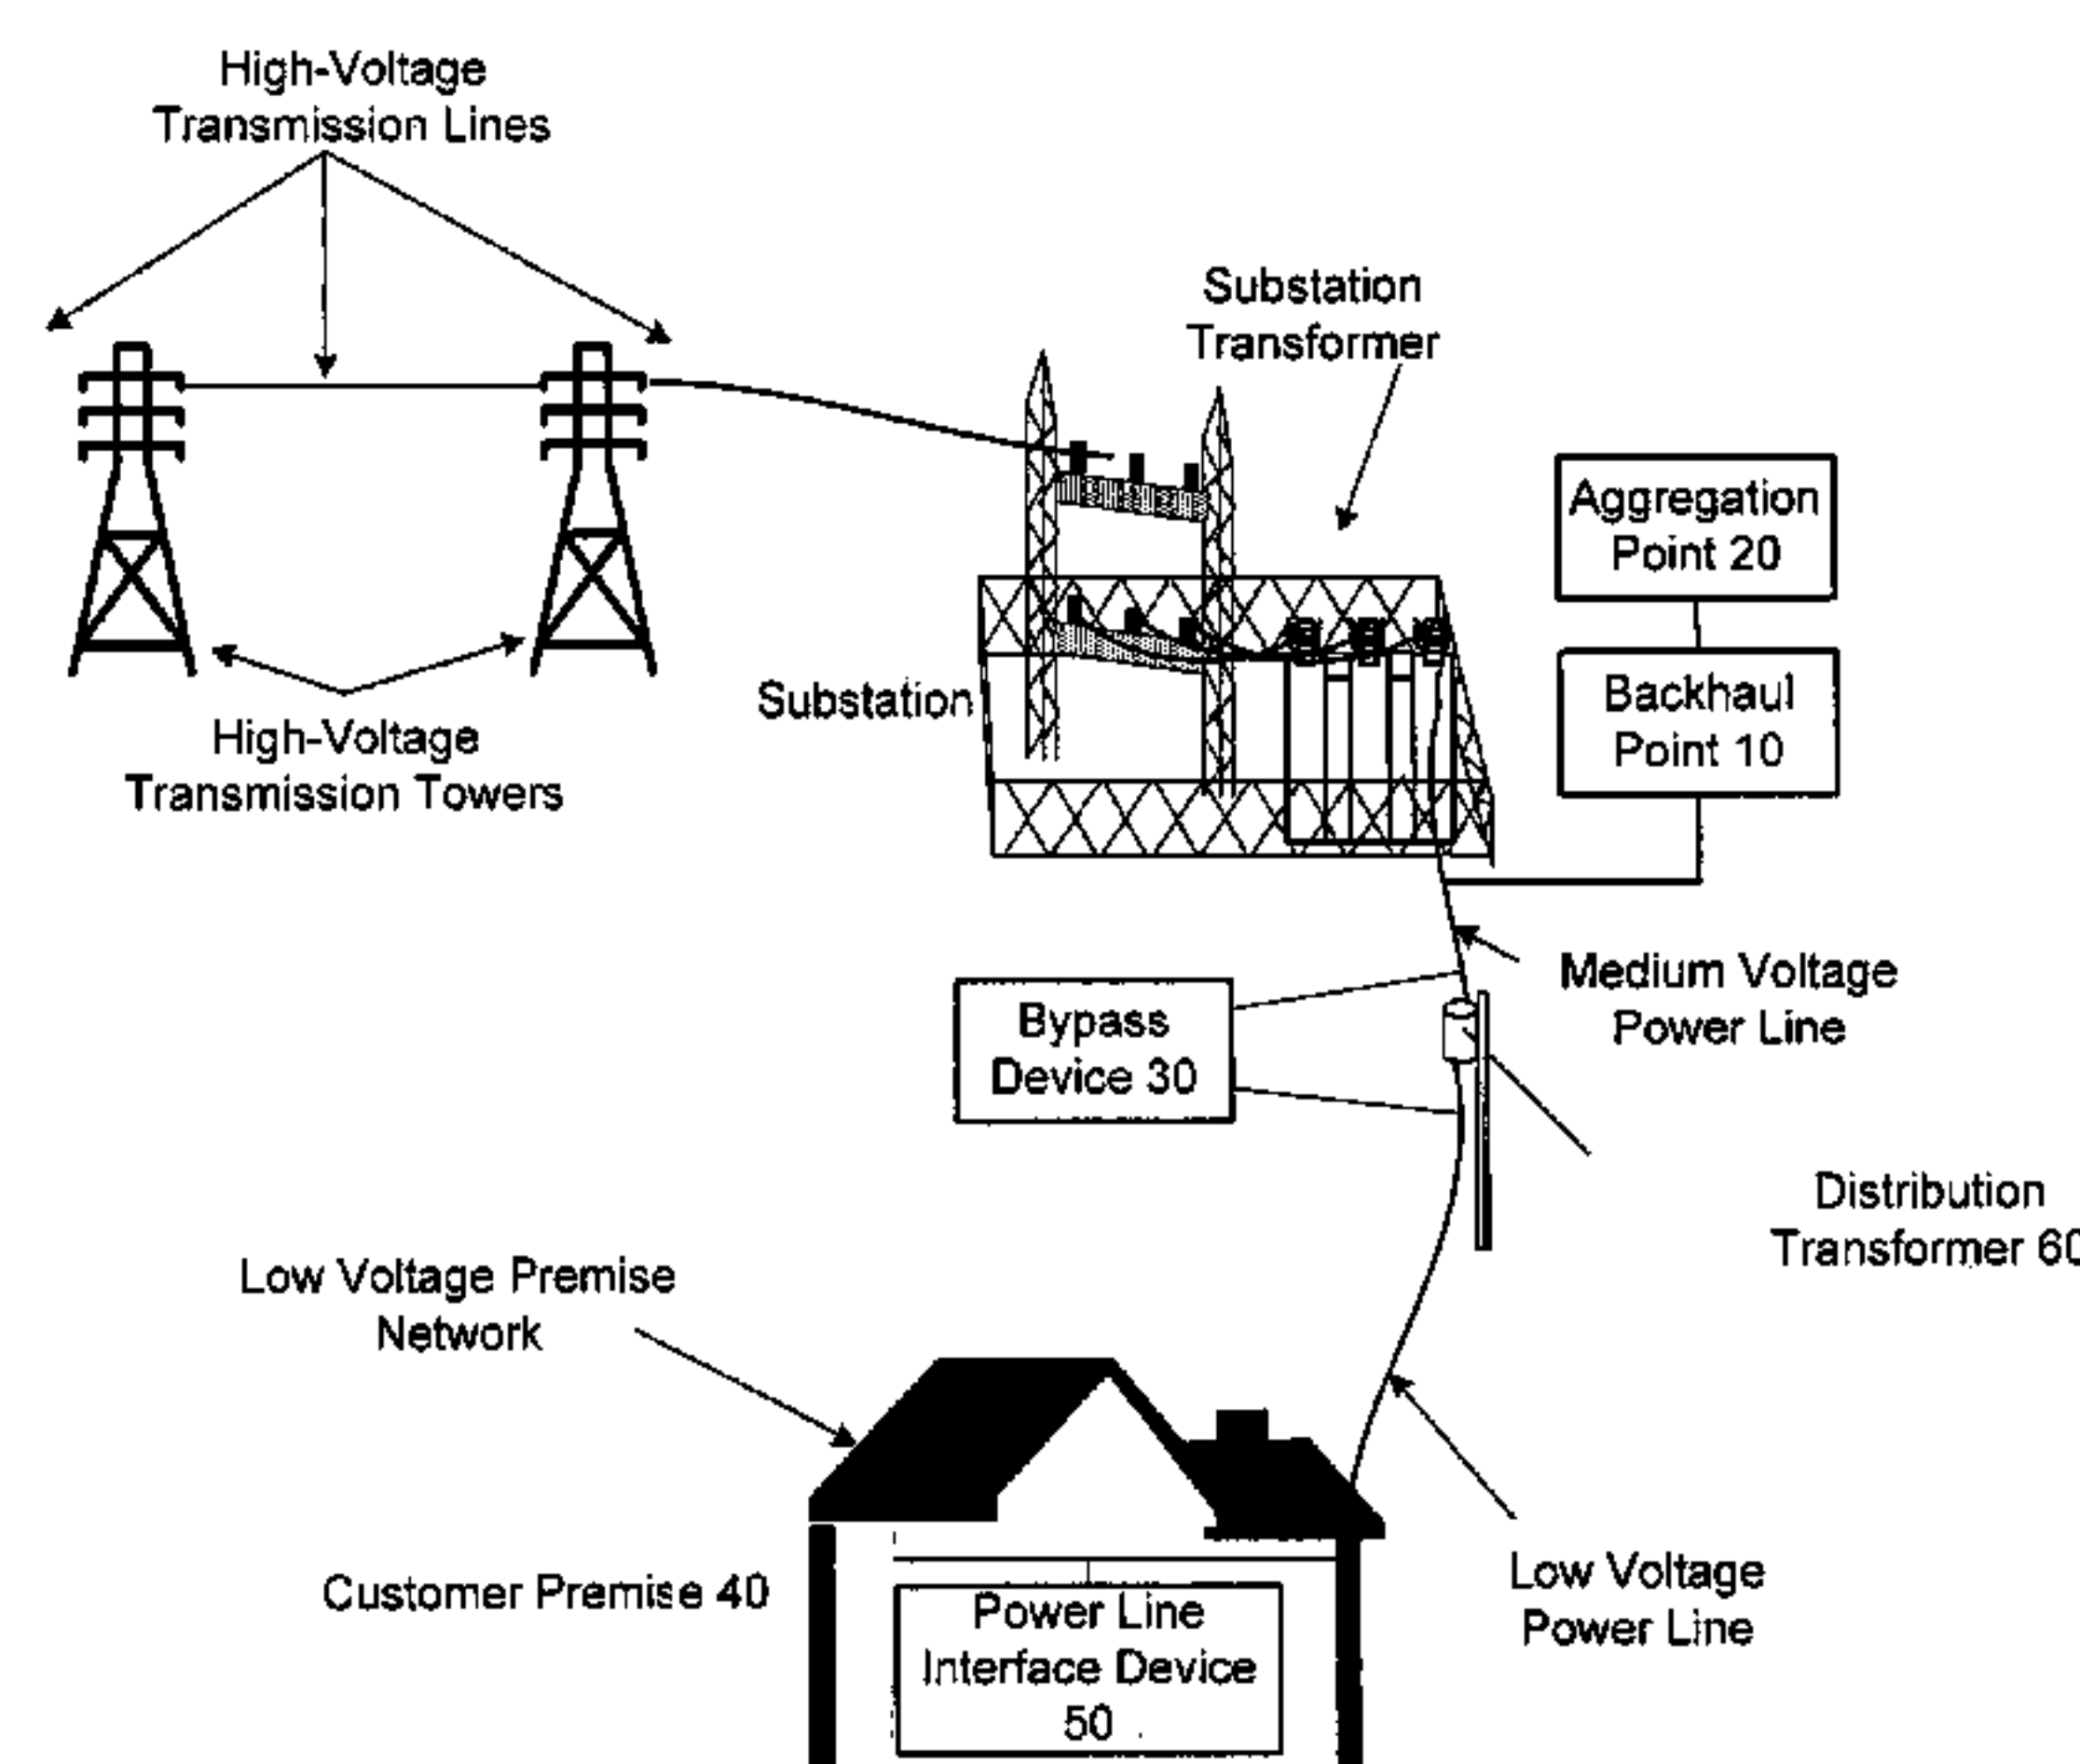 High-Voltage
Transmission Lines
Substation
Transformer
Aggregation
Point 20
Backhaul
Point 10
Substation
High-Voltage
Transmission Towers
Medium Voltage
Power Line
Bypass
Device 30
Distribution
Transformer 60
Low Voltage Premise
Network
Customer Premise 40
Low Voltage
Power Line
Power Line
Interface Device
50